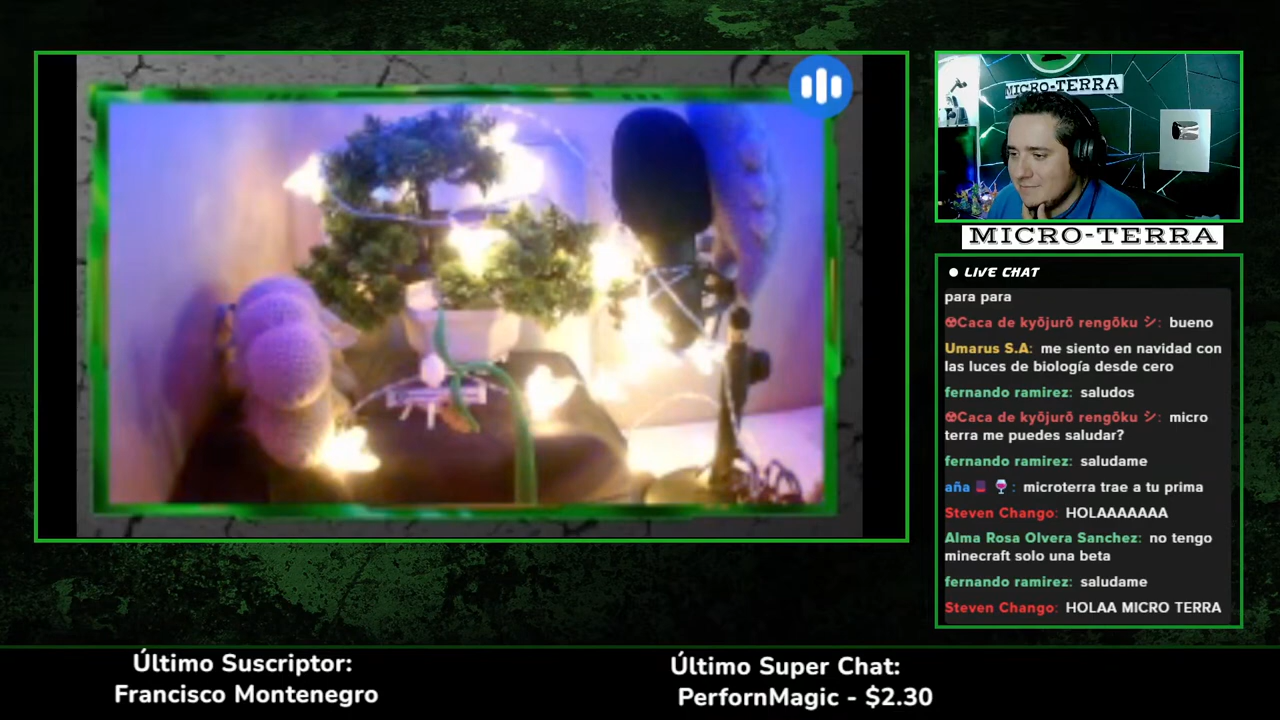 MICRO-TERRA
MICRO-TERRA
LIVE CHAT
para para
☢Caca de kyōjurō rengōku シ: bueno
Umarus S.A: me siento en navidad con
las luces de biología desde cero
fernando ramirez: saludos
☢Caca de kyōjurō rengōku シ: micro
terra me puedes saludar?
fernando ramirez: saludame
aña 🍷 : microterra trae a tu prima
Steven Chango: HOLAAAAAAA
Alma Rosa Olvera Sanchez: no tengo
minecraft solo una beta
fernando ramirez: saludame
Steven Chango: HOLAA MICRO TERRA
Último Suscriptor:
Francisco Montenegro
Último Super Chat:
PerfornMagic - $2.30